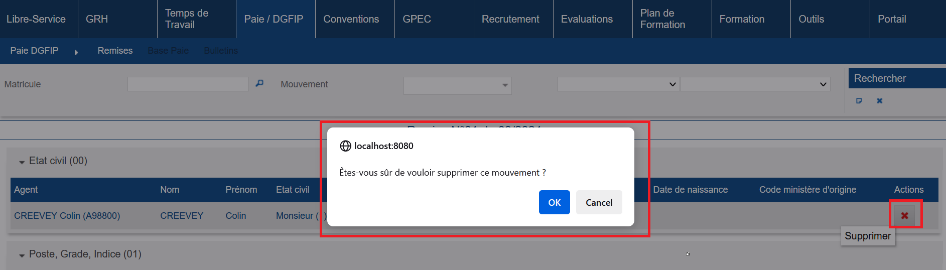 Libre-Service GRH Temps de Travail Paie / DGFIP Conventions GPEC Recrutement Evaluations Plan de Formation Formation Outils Portail
Paie DGFIP Remises Base Paie Bulletins
Matricule Mouvement Rechercher
localhost:8080
Êtes-vous sûr de vouloir supprimer ce mouvement ?
OK Cancel
Etat civil (00)
Agent Nom Prénom Etat civil Date de naissance Code ministère d'origine Actions
CREEVEY Colin (A98800) CREEVEY Colin Monsieur (
Supprimer
Poste, Grade, Indice (01)